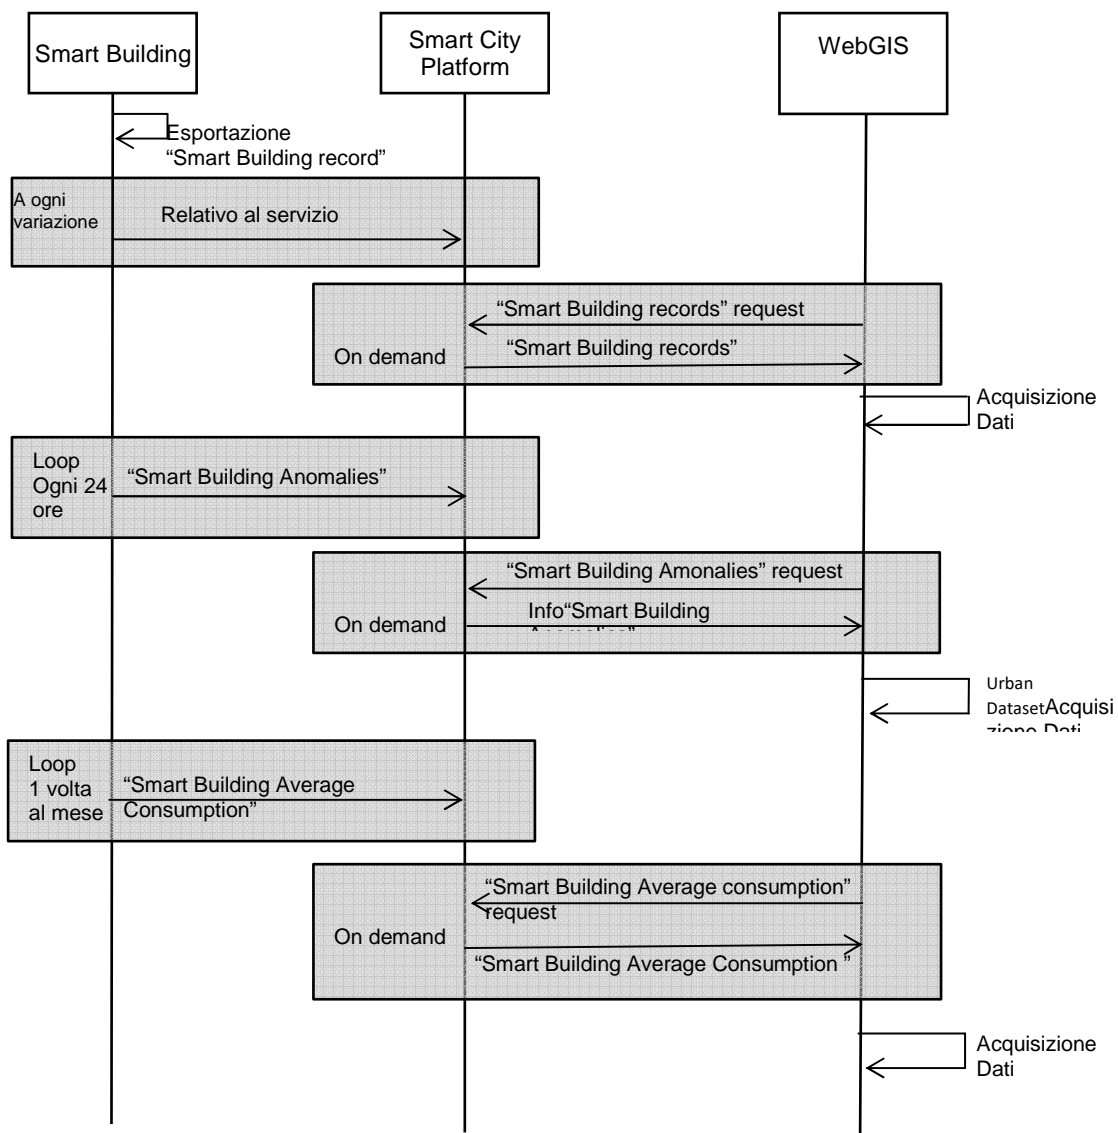 Smart Building
Smart City
Platform
WebGIS
Esportazione
“Smart Building record”
A ogni
variazione
Relativo al servizio
“Smart Building records” request
On demand
“Smart Building records”
Acquisizione
Dati
Loop
Ogni 24
ore
“Smart Building Anomalies”
“Smart Building Amonalies” request
On demand
Info“Smart Building
Urban
DatasetAcquisi
zione Dati
Loop
1 volta
al mese
“Smart Building Average
Consumption”
“Smart Building Average consumption”
request
On demand
“Smart Building Average Consumption ”
Acquisizione
Dati